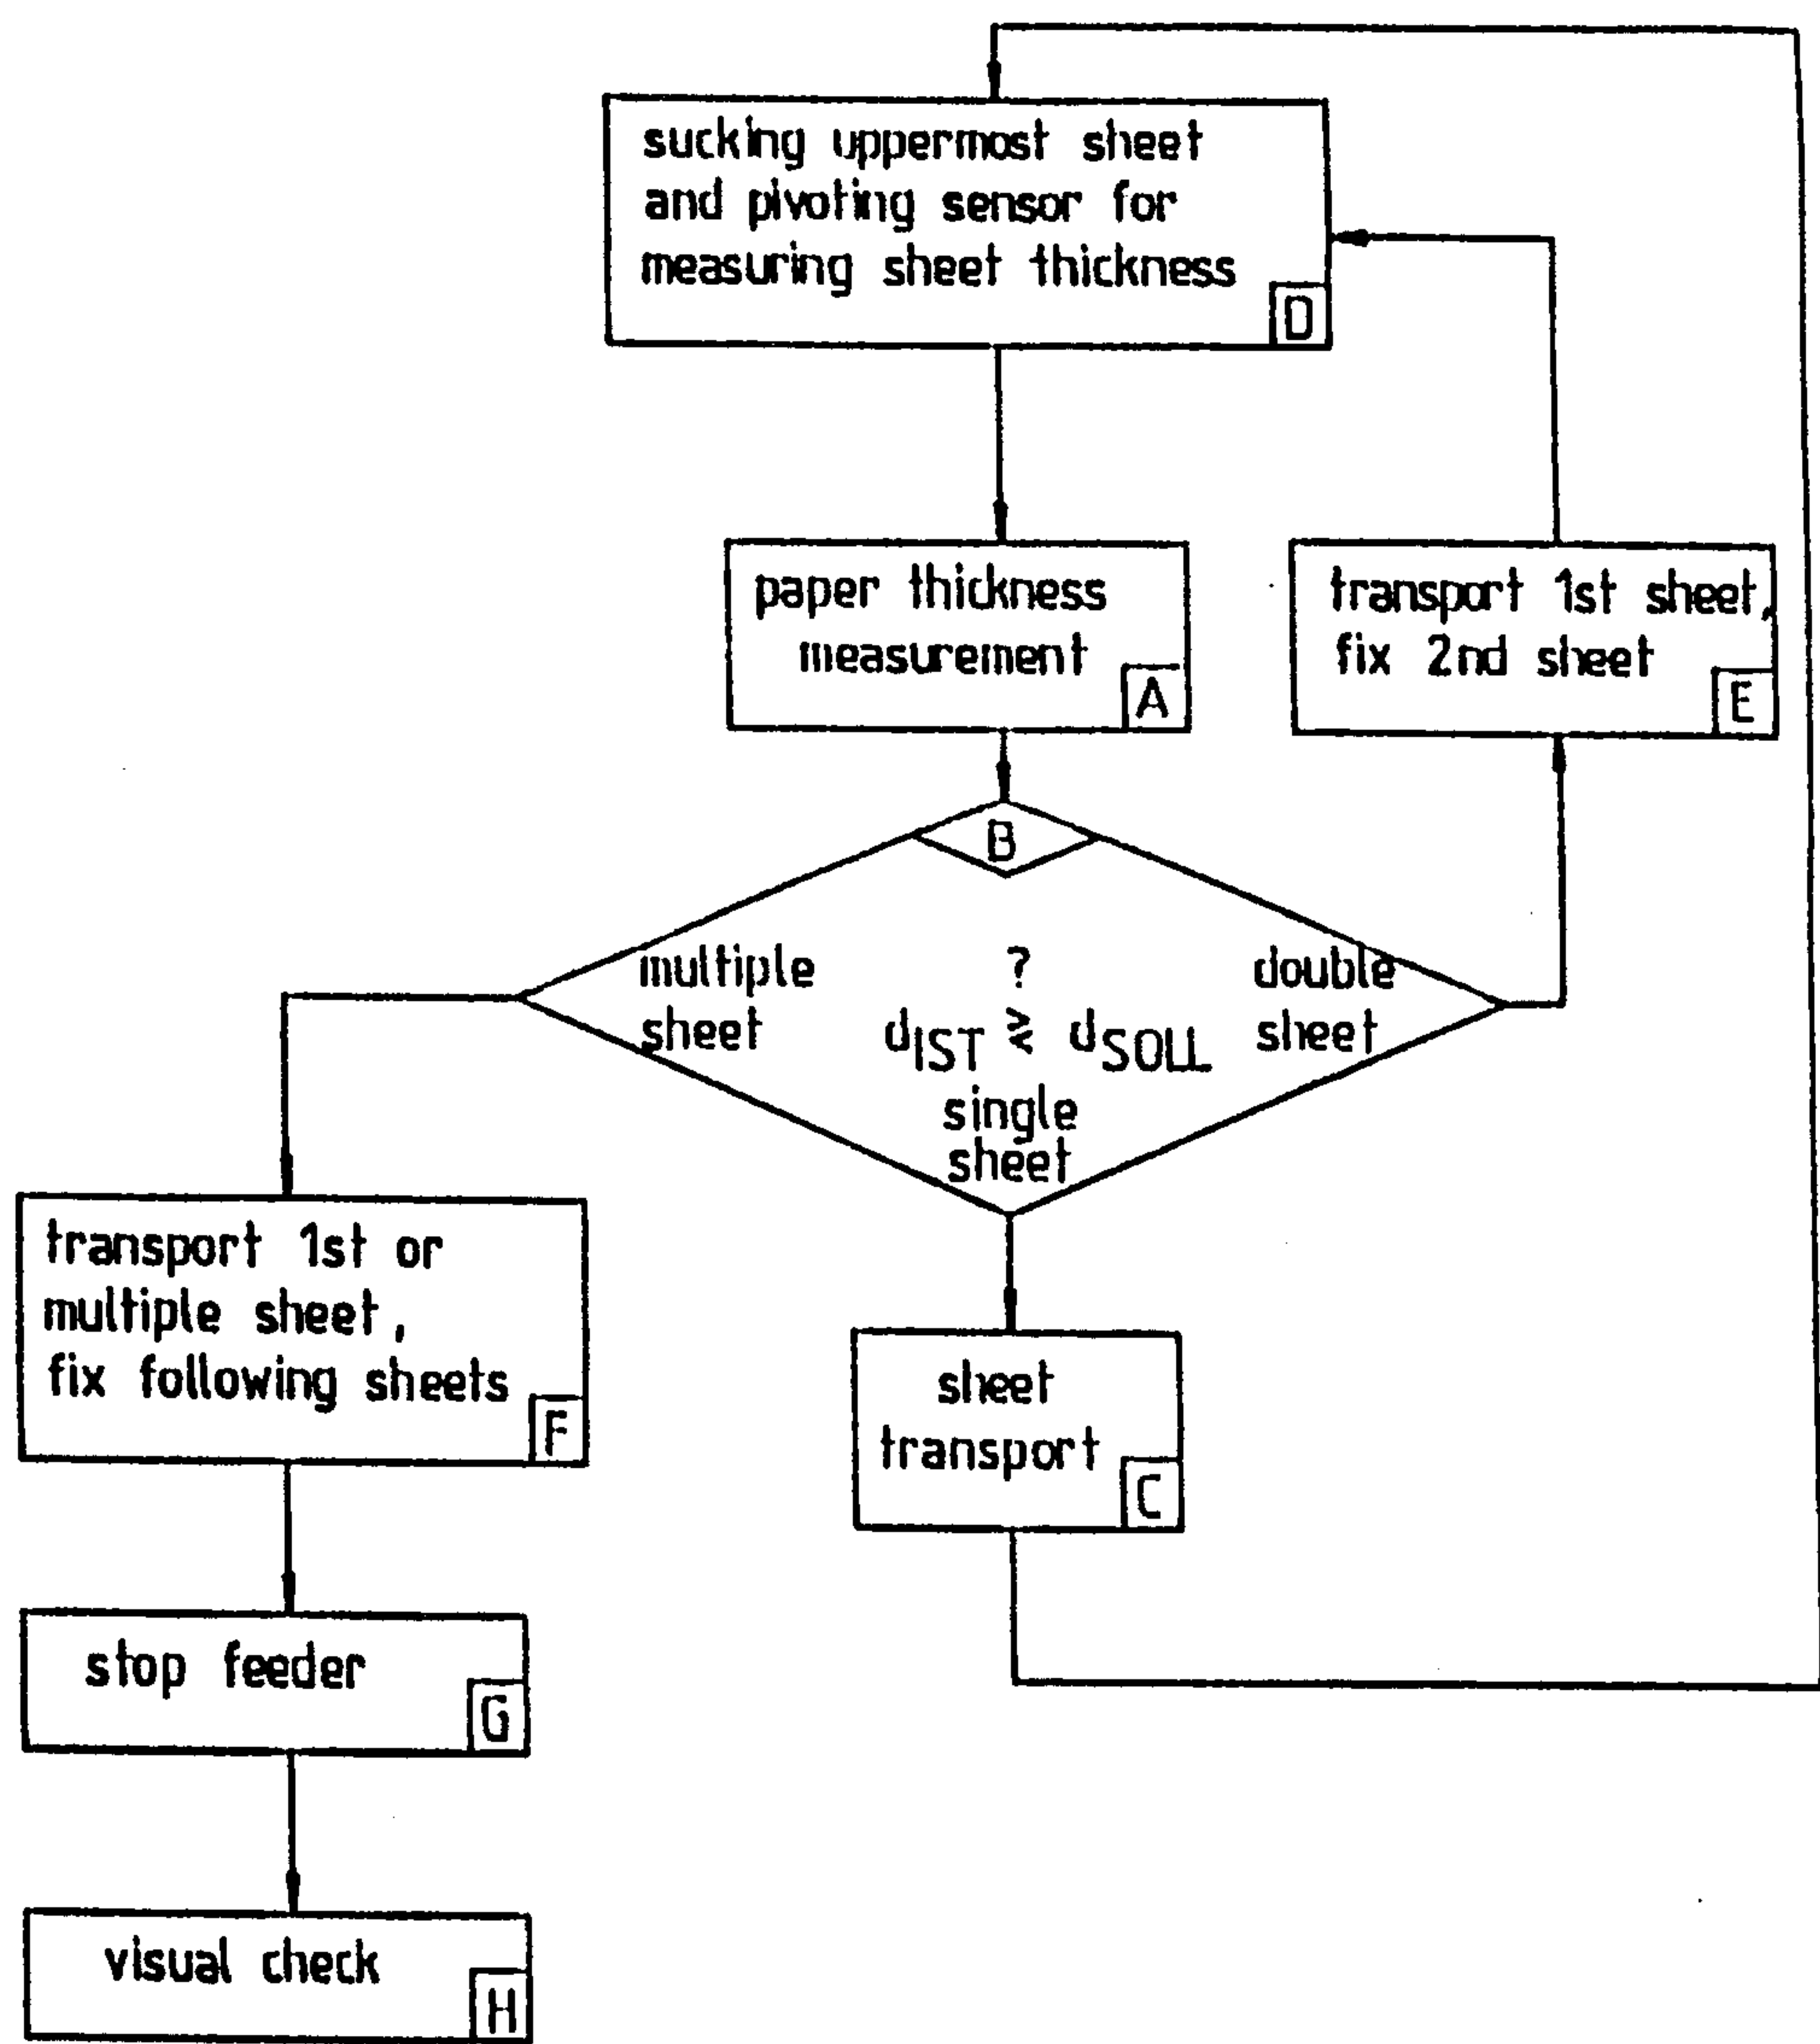 sucking uppermost sheet
and pivoting sensor for
measuring sheet thickness
D
paper thickness
measurement
A
transport 1st sheet,
fix 2nd sheet
E
B
multiple
sheet
?
dIST ≷ dSOLL
double
sheet
single
sheet
transport 1st or
multiple sheet,
fix following sheets
F
sheet
transport
C
stop feeder
G
visual check
H